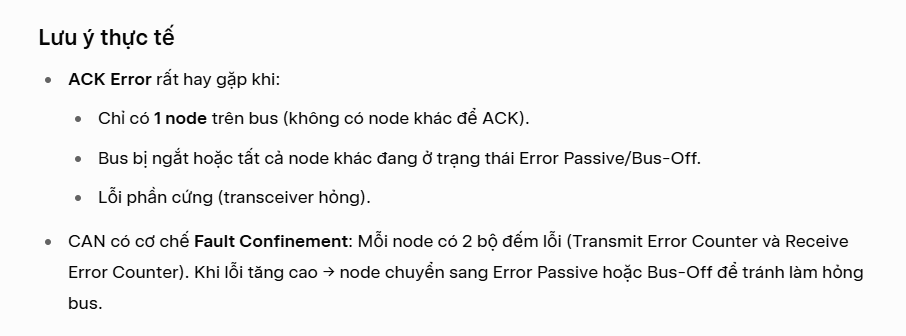 Lưu ý thực tế
ACK Error rất hay gặp khi:
Chỉ có 1 node trên bus (không có node khác để ACK).
Bus bị ngắt hoặc tất cả node khác đang ở trạng thái Error Passive/Bus-Off.
Lỗi phần cứng (transceiver hỏng).
CAN có cơ chế Fault Confinement: Mỗi node có 2 bộ đếm lỗi (Transmit Error Counter và Receive
Error Counter). Khi lỗi tăng cao → node chuyển sang Error Passive hoặc Bus-Off để tránh làm hỏng
bus.